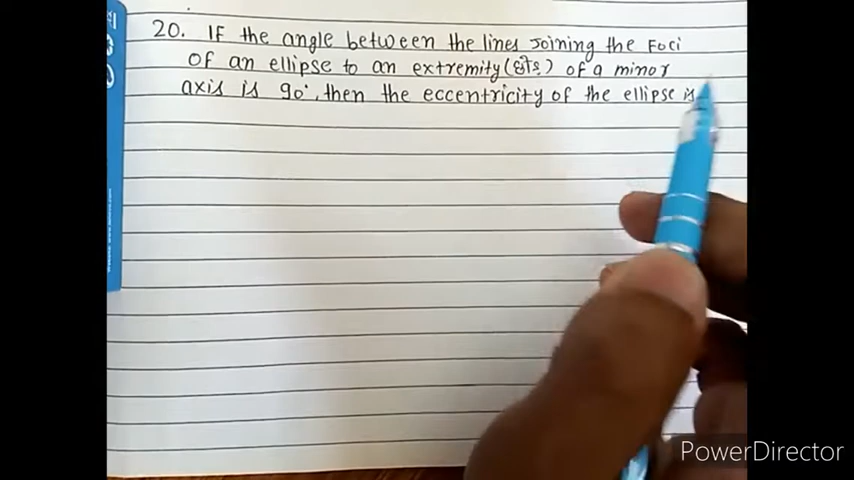 20. If the angle between the lines Joining the Foci
of an ellipse to an extremity ( ) of a minor
axis is 90°, then the eccentricity of the ellipse is
PowerDirector